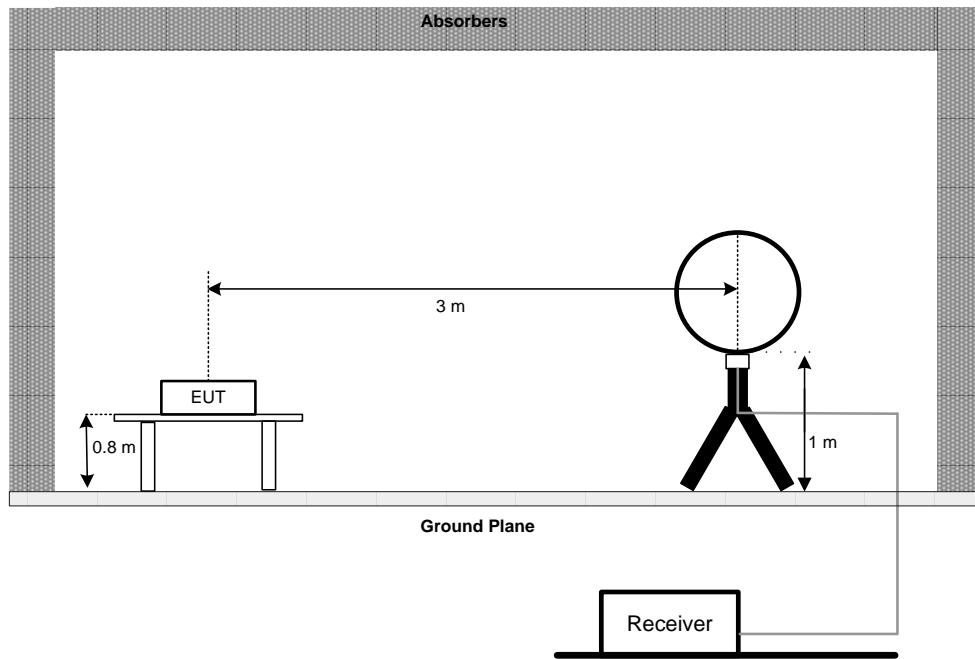 Absorbers
3 m
EUT
0.8 m
1 m
Ground Plane
Receiver